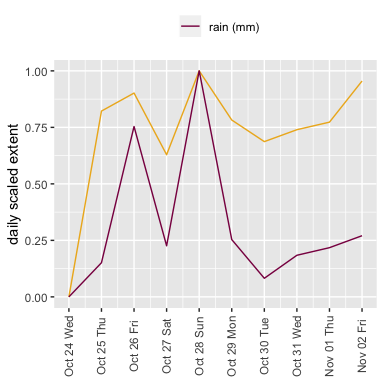 rain (mm)
daily scaled extent
1.00
0.75
0.50
0.25
0.00
Oct 24 Wed
Oct 25 Thu
Oct 26 Fri
Oct 27 Sat
Oct 28 Sun
Oct 29 Mon
Oct 30 Tue
Oct 31 Wed
Nov 01 Thu
Nov 02 Fri